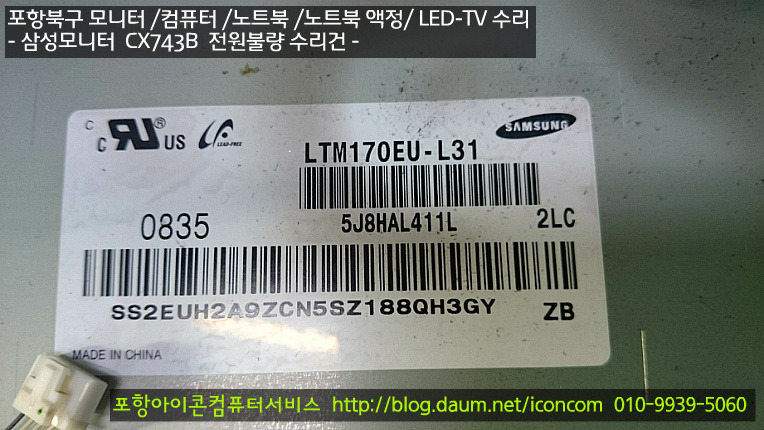 포항북구 모니터 /컴퓨터 /노트북 /노트북 액정/ LED-TV 수리
- 삼성모니터 CX743B 전원불량 수리건 -
c RU® US LEAD-FREE SAMSUNG
C
LTM170EU-L31
0835 5J8HAL411L 2LC
SS2EUH2A9ZCN5SZ188QH3GY ZB
MADE IN CHINA
포항아이콘컴퓨터서비스 http://blog.daum.net/iconcom 010-9939-5060